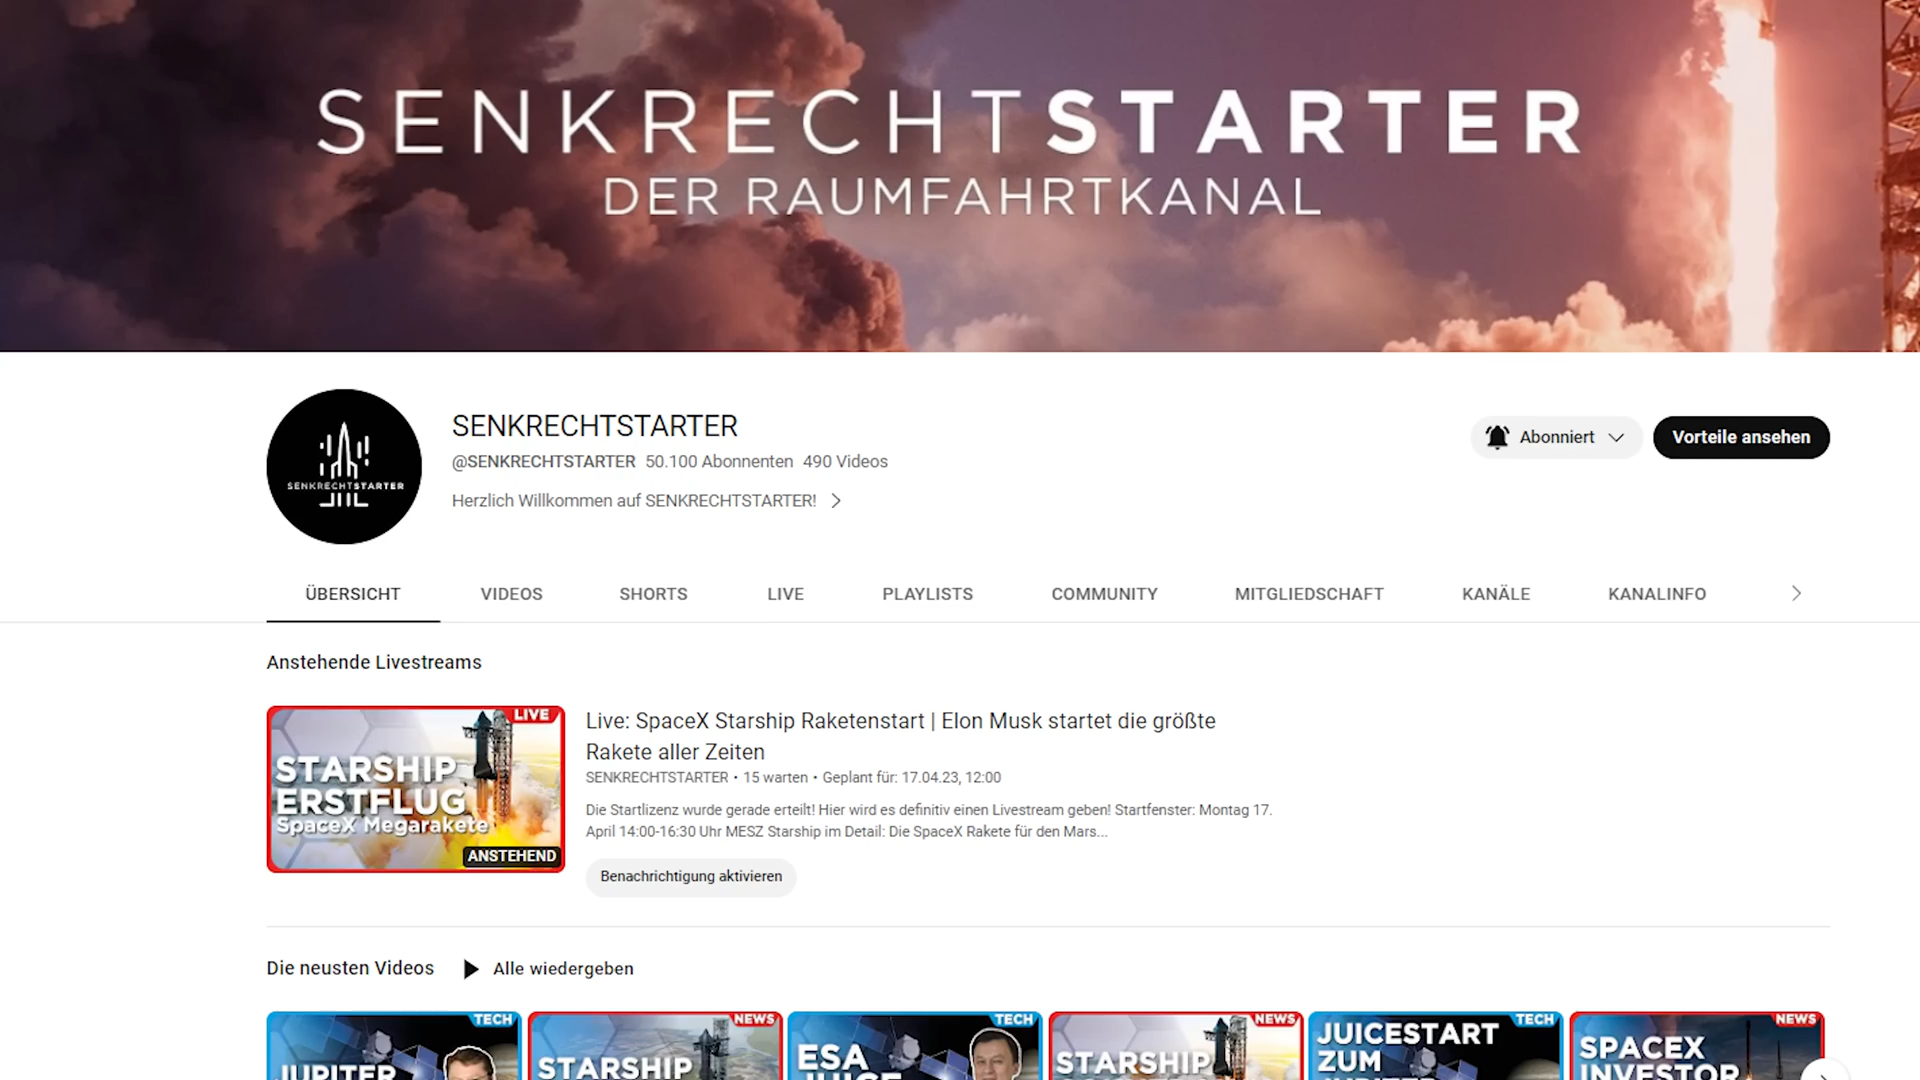 SENKRECHTSTARTER
DER RAUMFAHRTKANAL
SENKRECHTSTARTER
SENKRECHTSTARTER
@SENKRECHTSTARTER 50.100 Abonnenten 490 Videos
Herzlich Willkommen auf SENKRECHTSTARTER!
Abonniert
Vorteile ansehen
ÜBERSICHT VIDEOS SHORTS LIVE PLAYLISTS COMMUNITY MITGLIEDSCHAFT KANÄLE KANALINFO
Anstehende Livestreams
LIVE
STARSHIP
ERSTFLUG
SpaceX Megarakete
ANSTEHEND
Live: SpaceX Starship Raketenstart | Elon Musk startet die größte
Rakete aller Zeiten
SENKRECHTSTARTER • 15 warten • Geplant für: 17.04.23, 12:00
Die Startlizenz wurde gerade erteilt! Hier wird es definitiv einen Livestream geben! Startfenster: Montag 17.
April 14:00-16:30 Uhr MESZ Starship im Detail: Die SpaceX Rakete für den Mars...
Benachrichtigung aktivieren
Die neusten Videos Alle wiedergeben
TECH
JUPITER
NEWS
STARSHIP
TECH
ESA
JUICE
NEWS
STARSHIP
TECH
JUICESTART
ZUM
JUPITER
NEWS
SPACEX
INVESTOR